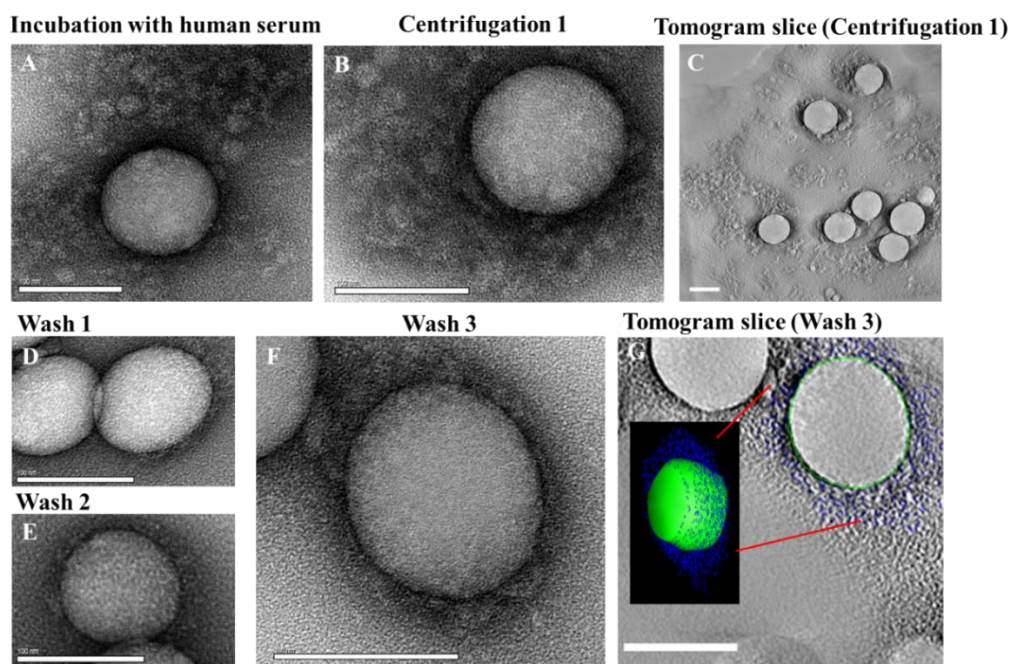 Incubation with human serum
Centrifugation 1
Tomogram slice (Centrifugation 1)
A
B
C
100 nm
Wash 1
Wash 3
Tomogram slice (Wash 3)
D
F
G
100 nm
Wash 2
E
100 nm